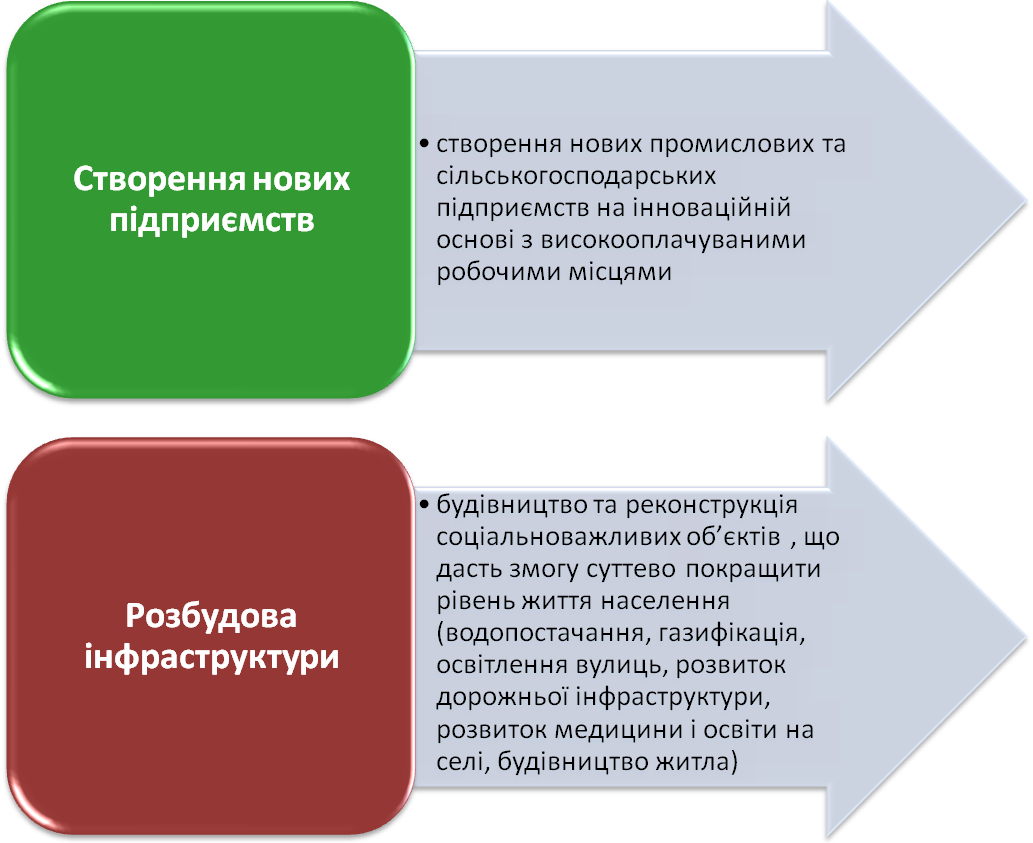 Створення нових
підприємств
• створення нових промислових та
сільськогосподарських
підприємств на інноваційній
основі з високооплачуваними
робочими місцями
Розбудова
інфраструктури
• будівництво та реконструкція
соціальноважливих об’єктів , що
дасть змогу суттєво покращити
рівень життя населення
(водопостачання, газифікація,
освітлення вулиць, розвиток
дорожньої інфраструктури,
розвиток медицини і освіти на
селі, будівництво житла)